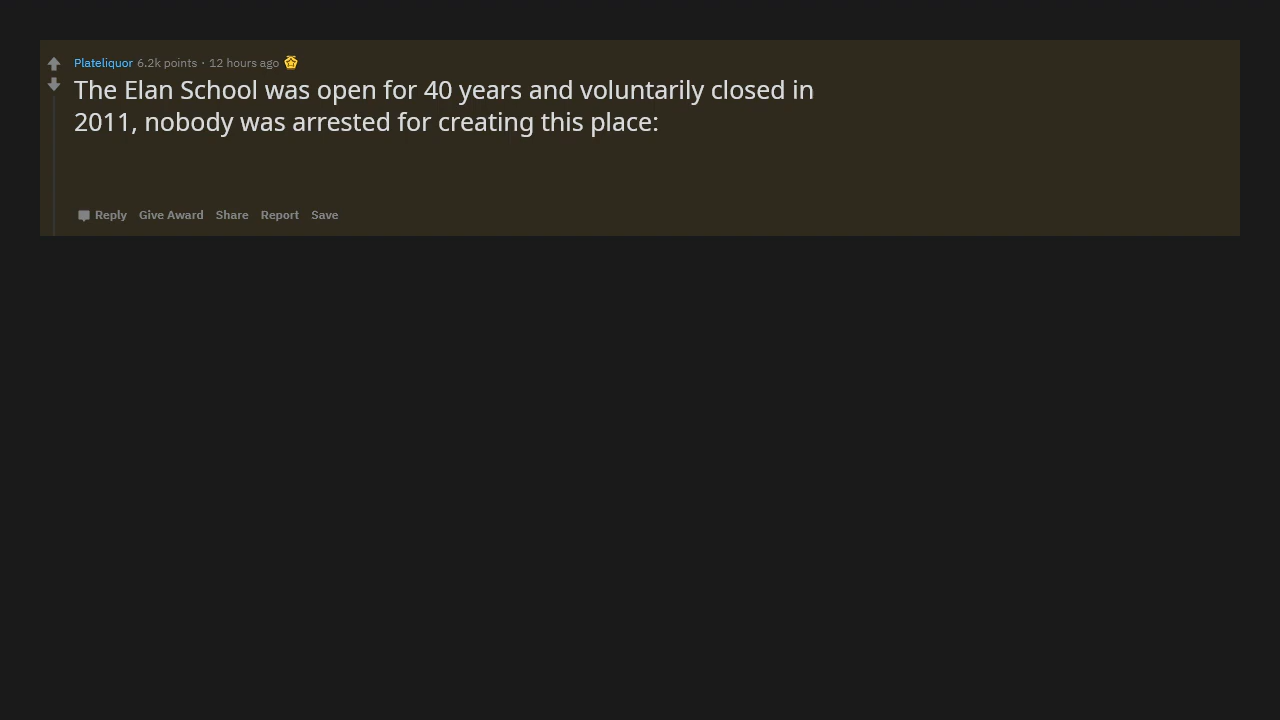 Plateliquor 6.2k points · 12 hours ago
The Elan School was open for 40 years and voluntarily closed in
2011, nobody was arrested for creating this place:
Reply Give Award Share Report Save